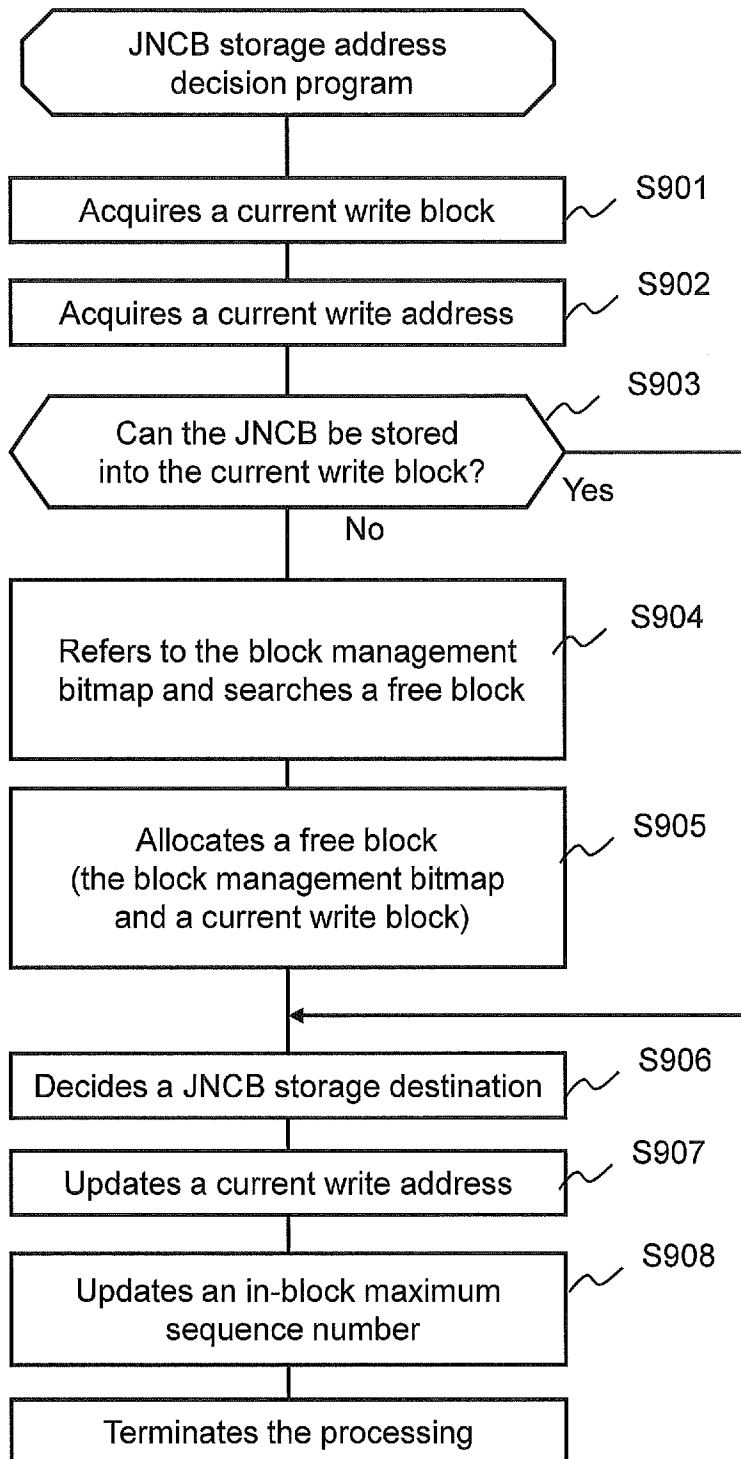 JNCB storage address
decision program
S901
Acquires a current write block
S902
Acquires a current write address
S903
Can the JNCB be stored
into the current write block?
Yes
No
S904
Refers to the block management
bitmap and searches a free block
S905
Allocates a free block
(the block management bitmap
and a current write block)
S906
Decides a JNCB storage destination
S907
Updates a current write address
S908
Updates an in-block maximum
sequence number
Terminates the processing